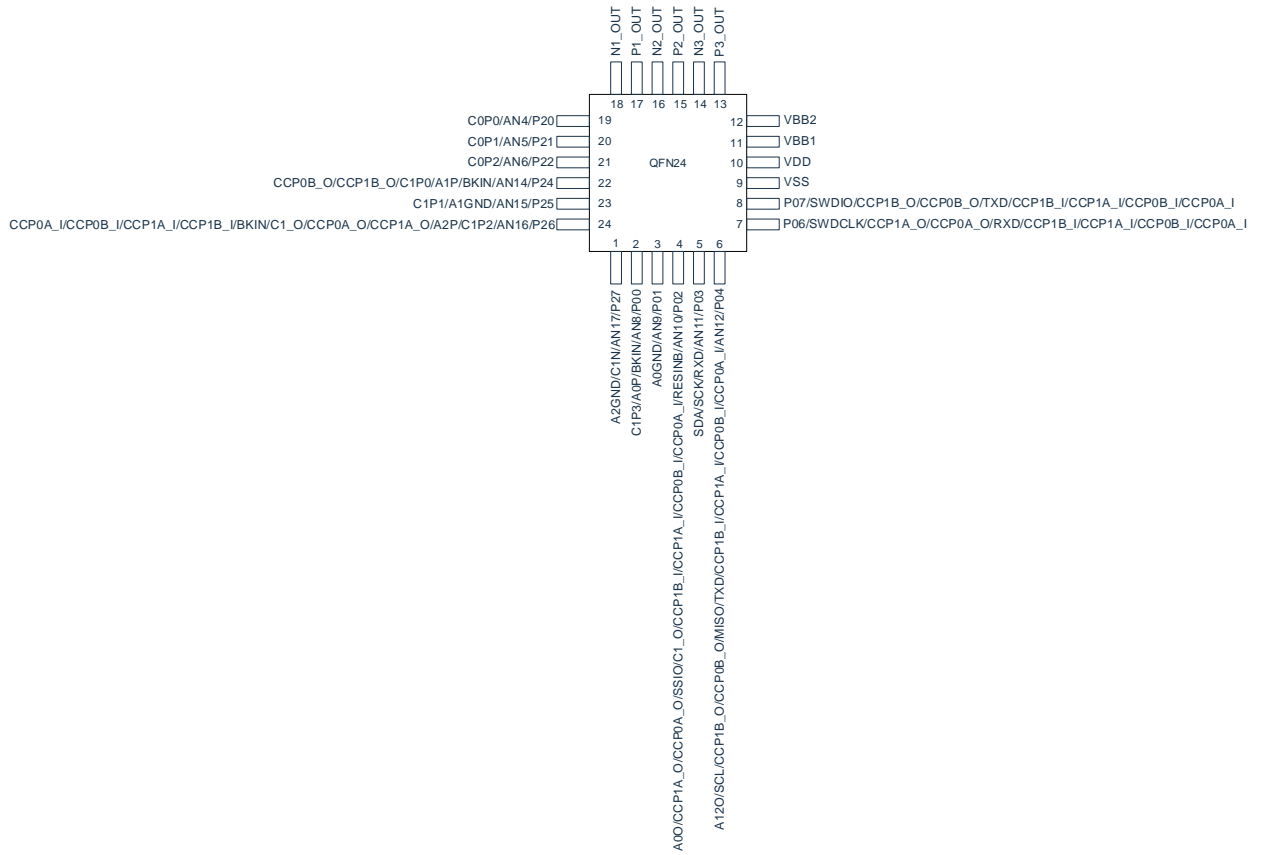 N1_OUT
P1_OUT
N2_OUT
P2_OUT
N3_OUT
P3_OUT
18 17 16 15 14 13
C0P0/AN4/P20 19
C0P1/AN5/P21 20
C0P2/AN6/P22 21
CCP0B_O/CCP1B_O/C1P0/A1P/BKIN/AN14/P24 22
C1P1/A1GND/AN15/P25 23
CCP0A_I/CCP0B_I/CCP1A_I/CCP1B_I/BKIN/C1_O/CCP0A_O/CCP1A_O/A2P/C1P2/AN16/P26 24
QFN24
12 VBB2
11 VBB1
10 VDD
9 VSS
8 P07/SWDIO/CCP1B_O/CCP0B_O/TXD/CCP1B_I/CCP1A_I/CCP0B_I/CCP0A_I
7 P06/SWDCLK/CCP1A_O/CCP0A_O/RXD/CCP1B_I/CCP1A_I/CCP0B_I/CCP0A_I
1 2 3 4 5 6
A2GND/C1N/AN17/P27
C1P3/A0P/BKIN/AN8/P00
A0GND/AN9/P01
A0O/CCP1A_O/CCP0A_O/SSIO/C1_O/CCP1B_I/CCP1A_I/CCP0B_I/CCP0A_I/RESINB/AN10/P02
SDA/SCK/RXD/AN11/P03
A12O/SCL/CCP1B_O/CCP0B_O/MISO/TXD/CCP1B_I/CCP1A_I/CCP0B_I/CCP0A_I/AN12/P04